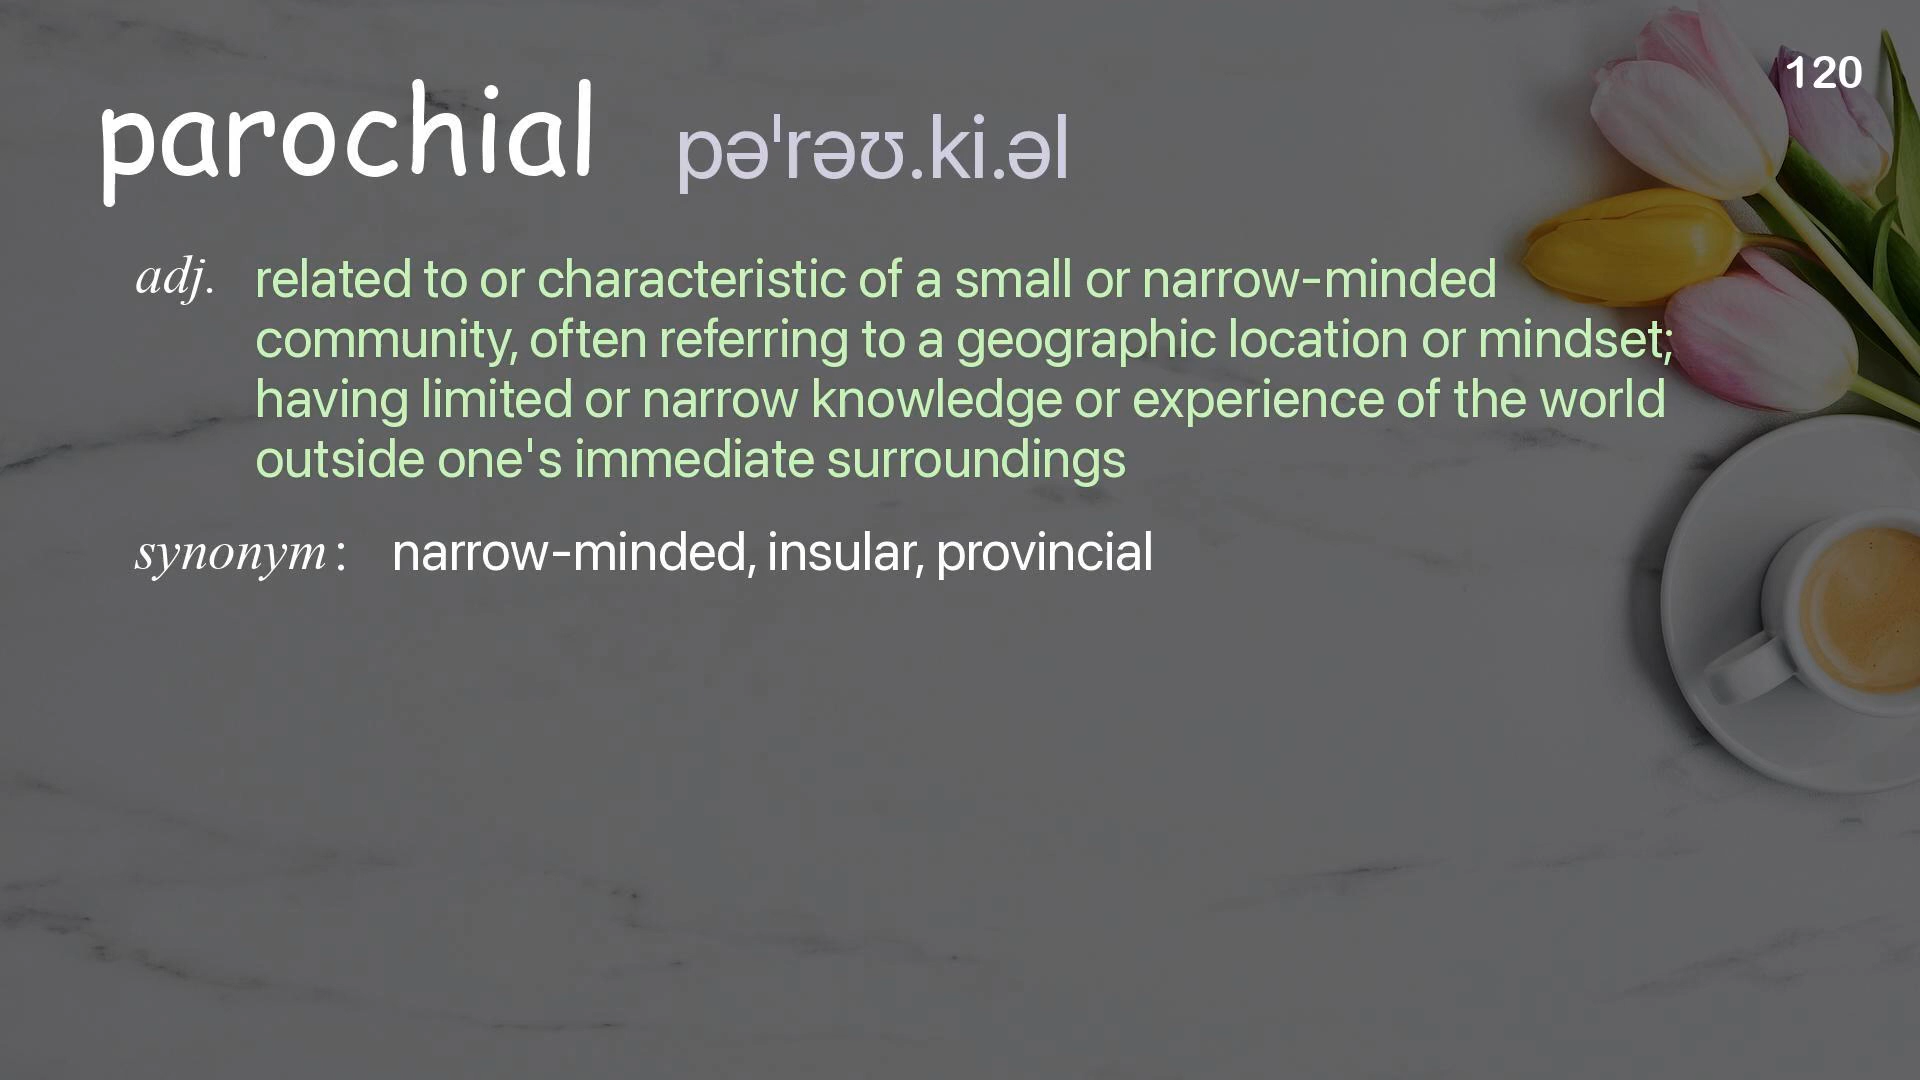 120
parochial pəˈrəʊ.ki.əl
adj. related to or characteristic of a small or narrow-minded
community, often referring to a geographic location or mindset;
having limited or narrow knowledge or experience of the world
outside one's immediate surroundings
synonym : narrow-minded, insular, provincial